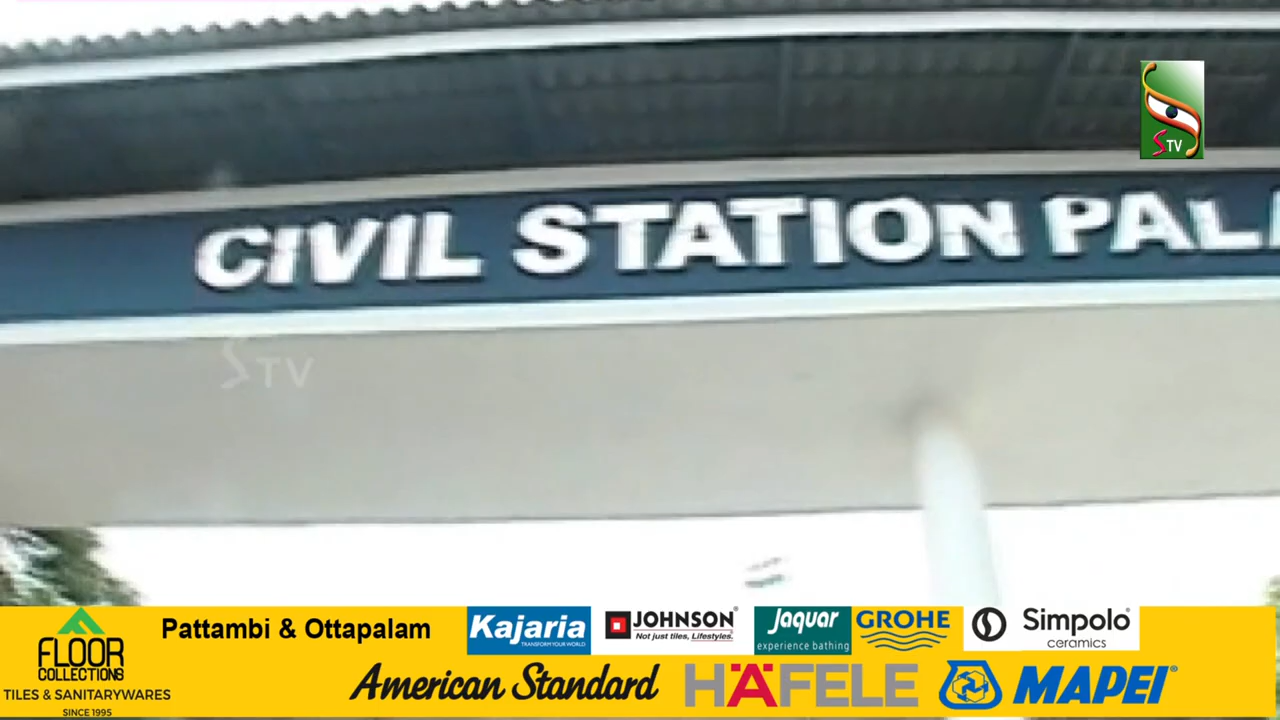 STV
CIVIL STATION PAL
STV
FLOOR
COLLECTIONS
TILES & SANITARYWARES
SINCE 1995
Pattambi & Ottapalam
Kajaria
TRANSFORM YOUR WORLD
JOHNSON®
Not just tiles, Lifestyles.
Jaquar
experience bathing
GROHE
Simpolo®
ceramics
American Standard
HÄFELE
MAPEI®